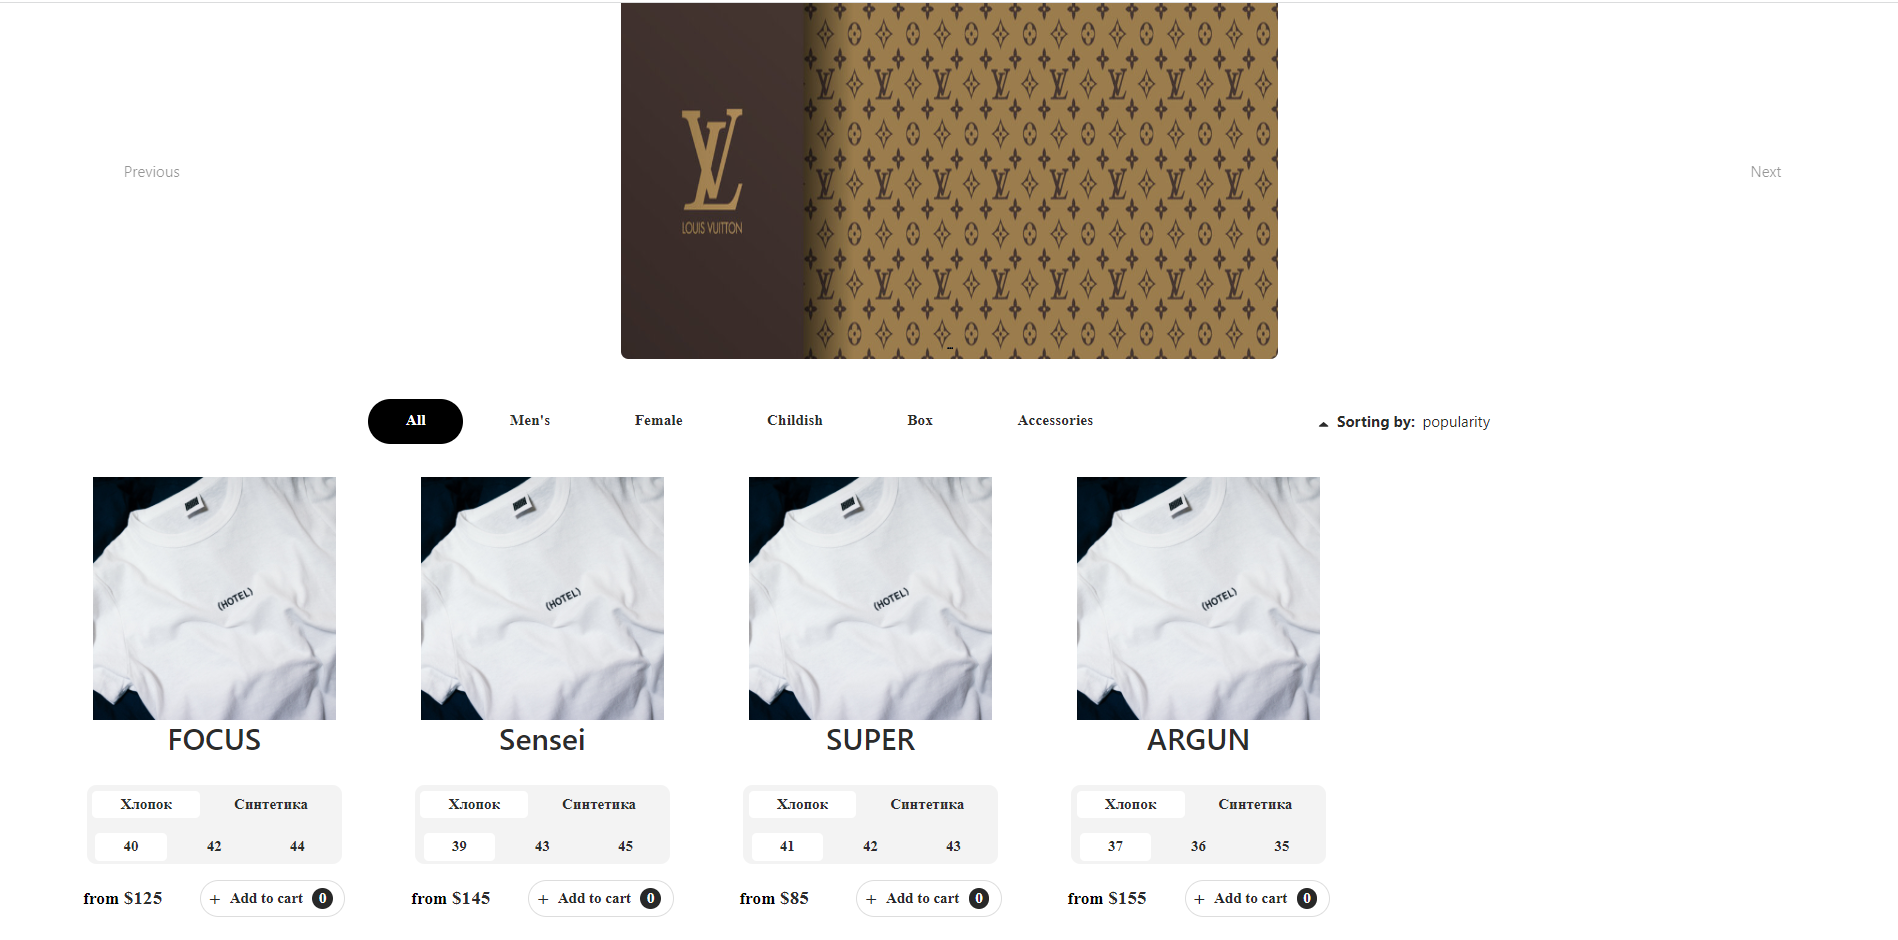 LV
LOUIS VUITTON
Previous
Next
All Men's Female Childish Box Accessories
Sorting by: popularity
(HOTEL) (HOTEL) (HOTEL) (HOTEL)
FOCUS Sensei SUPER ARGUN
Хлопок Синтетика Хлопок Синтетика Хлопок Синтетика Хлопок Синтетика
40 42 44 39 43 45 41 42 43 37 36 35
from $125 + Add to cart 0 from $145 + Add to cart 0 from $85 + Add to cart 0 from $155 + Add to cart 0